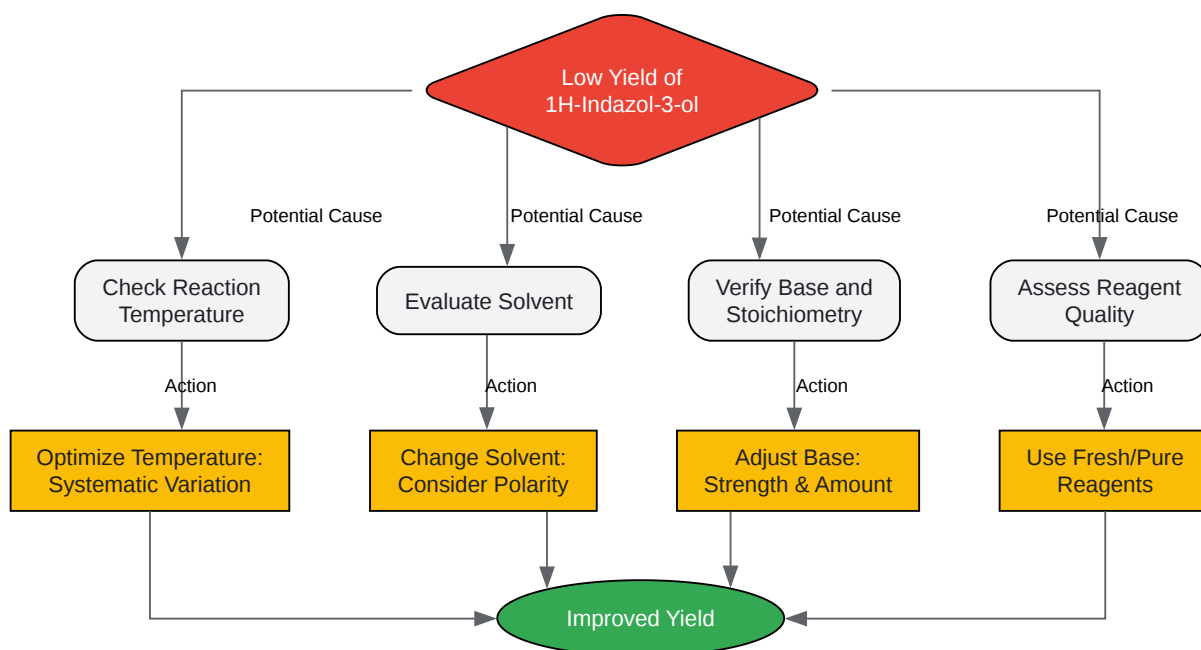 Low Yield of
1H-Indazol-3-ol
Potential Cause
Potential Cause
Potential Cause
Potential Cause
Check Reaction
Temperature
Evaluate Solvent
Verify Base and
Stoichiometry
Assess Reagent
Quality
Action
Action
Action
Action
Optimize Temperature:
Systematic Variation
Change Solvent:
Consider Polarity
Adjust Base:
Strength & Amount
Use Fresh/Pure
Reagents
Improved Yield